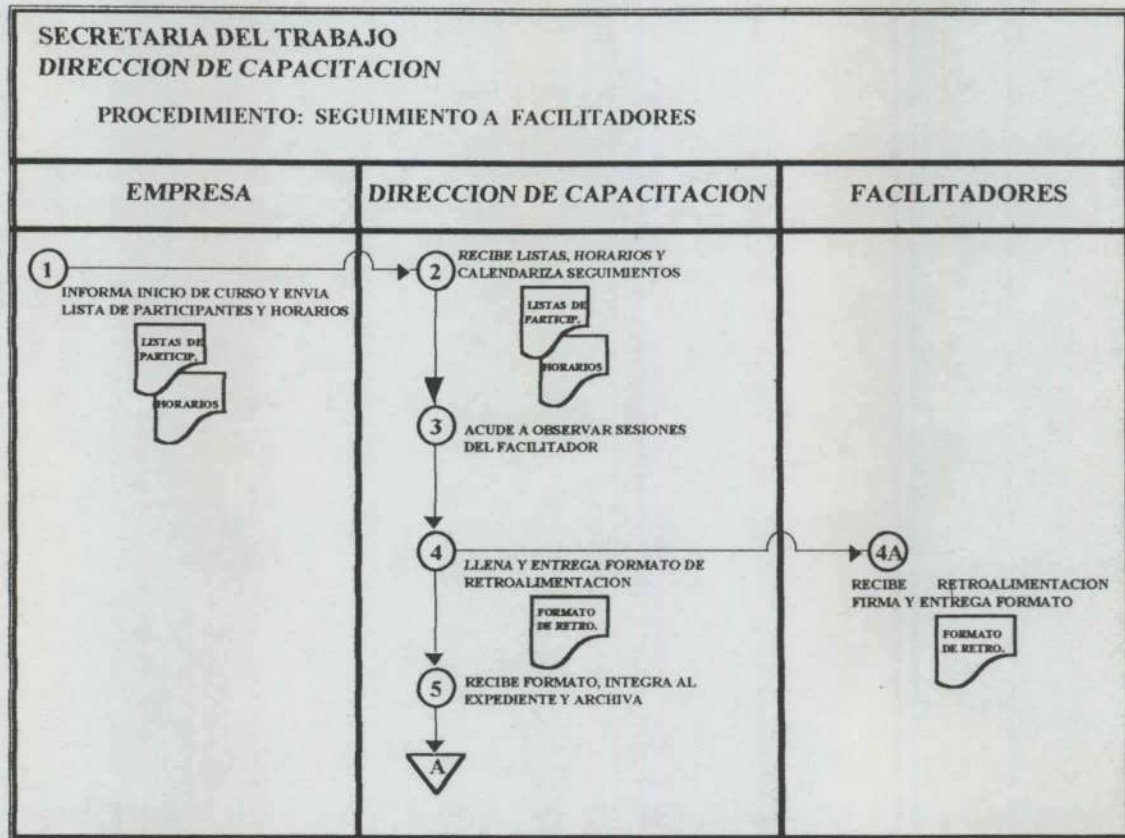 SECRETARIA DEL TRABAJO
DIRECCION DE CAPACITACION
PROCEDIMIENTO: SEGUIMIENTO A FACILITADORES
EMPRESA
DIRECCION DE CAPACITACION
FACILITADORES
1
INFORMA INICIO DE CURSO Y ENVIA
LISTA DE PARTICIPANTES Y HORARIOS
LISTAS DE
PARTICIP.
HORARIOS
2
RECIBE LISTAS, HORARIOS Y
CALENDARIZA SEGUIMIENTOS
LISTAS DE
PARTICIP.
HORARIOS
3
ACUDE A OBSERVAR SESIONES
DEL FACILITADOR
4
LLENA Y ENTREGA FORMATO DE
RETROALIMENTACION
FORMATO
DE RETRO.
4A
RECIBE RETROALIMENTACION
FIRMA Y ENTREGA FORMATO
FORMATO
DE RETRO.
5
RECIBE FORMATO, INTEGRA AL
EXPEDIENTE Y ARCHIVA
A